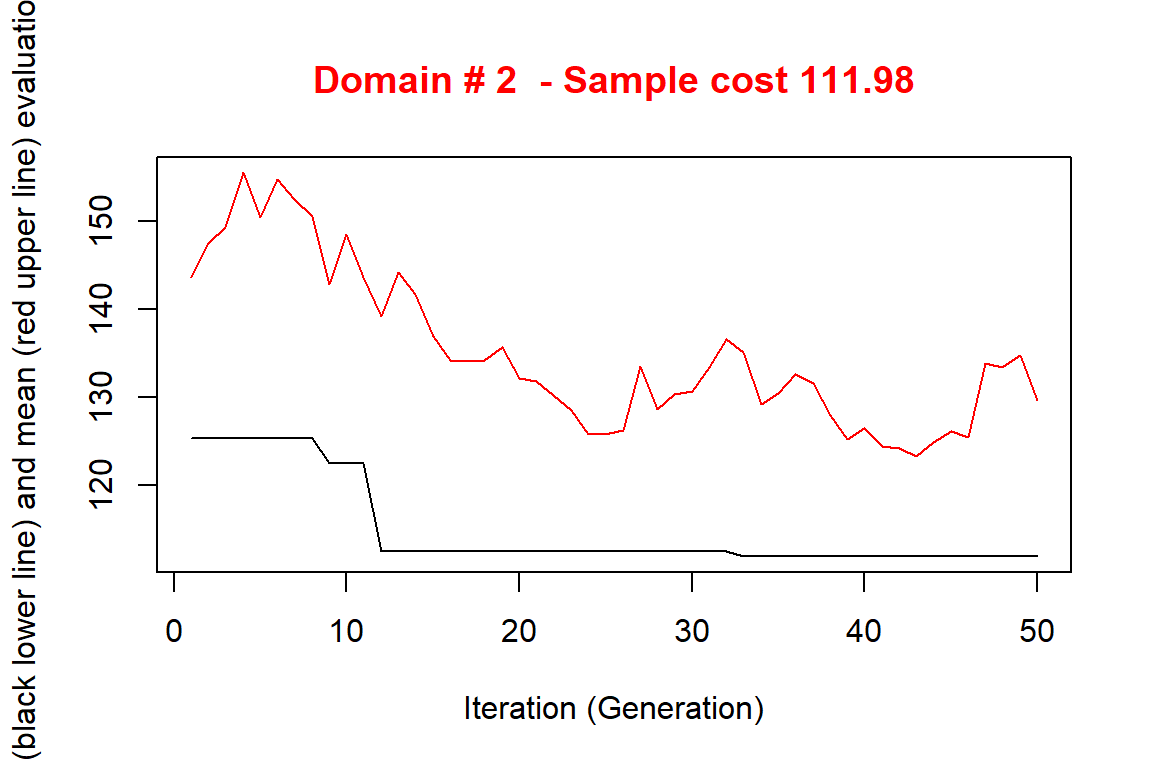 Domain # 2  - Sample cost 111.98
(black lower line) and mean (red upper line)
150
140
130
120
0 10 20 30 40 50
Iteration (Generation)